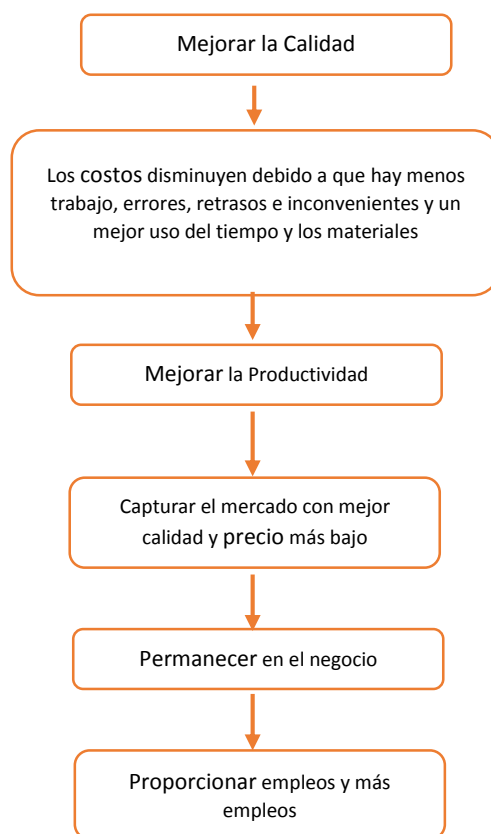 Mejorar la Calidad
Los costos disminuyen debido a que hay menos
trabajo, errores, retrasos e inconvenientes y un
mejor uso del tiempo y los materiales
Mejorar la Productividad
Capturar el mercado con mejor
calidad y precio más bajo
Permanecer en el negocio
Proporcionar empleos y más
empleos